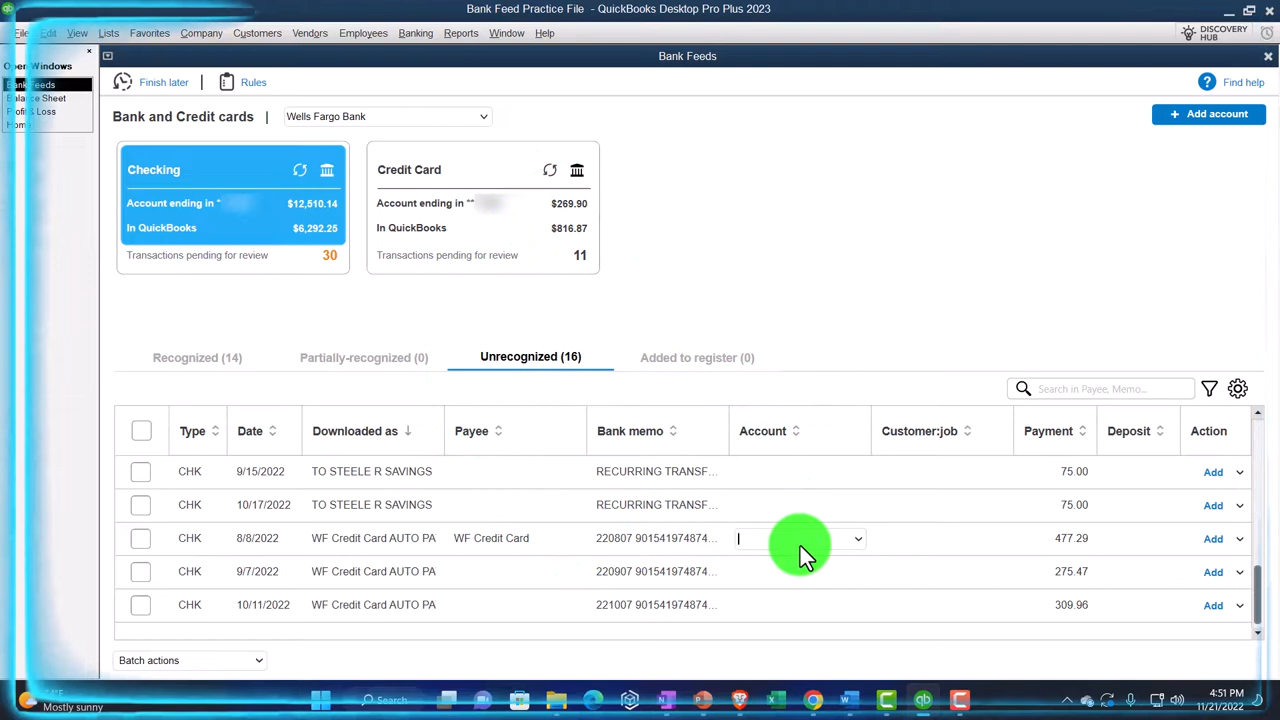 Bank Feed Practice File - QuickBooks Desktop Pro Plus 2023
File Edit View Lists Favorites Company Customers Vendors Employees Banking Reports Window Help
DISCOVERY HUB
Open Windows
Bank Feeds
Balance Sheet
Profit & Loss
Home
Bank Feeds
Finish later | Rules
Find help
Bank and Credit cards | Wells Fargo Bank
+ Add account
Checking
Account ending in * $12,510.14
In QuickBooks $6,292.25
Transactions pending for review 30
Credit Card
Account ending in ** $269.90
In QuickBooks $816.87
Transactions pending for review 11
Recognized (14) Partially-recognized (0) Unrecognized (16) Added to register (0)
Search in Payee, Memo...
Type Date Downloaded as Payee Bank memo Account Customer:job Payment Deposit Action
CHK 9/15/2022 TO STEELE R SAVINGS RECURRING TRANSF... 75.00 Add
CHK 10/17/2022 TO STEELE R SAVINGS RECURRING TRANSF... 75.00 Add
CHK 8/8/2022 WF Credit Card AUTO PA WF Credit Card 220807 901541974874... 477.29 Add
CHK 9/7/2022 WF Credit Card AUTO PA 220907 901541974874... 275.47 Add
CHK 10/11/2022 WF Credit Card AUTO PA 221007 901541974874... 309.96 Add
Batch actions
Mostly sunny
Search
4:51 PM
11/21/2022